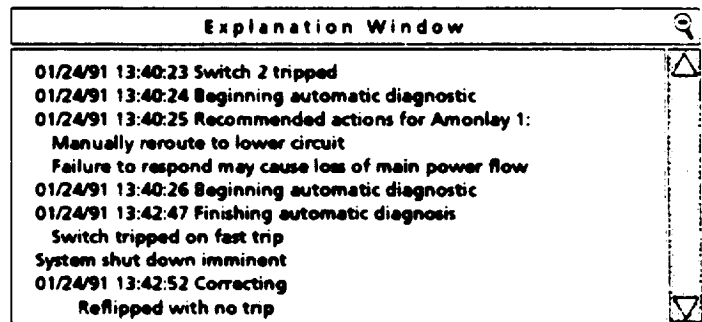 Explanation Window
01/24/91 13:40:23 Switch 2 tripped
01/24/91 13:40:24 Beginning automatic diagnostic
01/24/91 13:40:25 Recommended actions for Amonlay 1:
Manually reroute to lower circuit
Failure to respond may cause loss of main power flow
01/24/91 13:40:26 Beginning automatic diagnostic
01/24/91 13:42:47 Finishing automatic diagnosis
Switch tripped on fast trip
System shut down imminent
01/24/91 13:42:52 Correcting
Reflipped with no trip